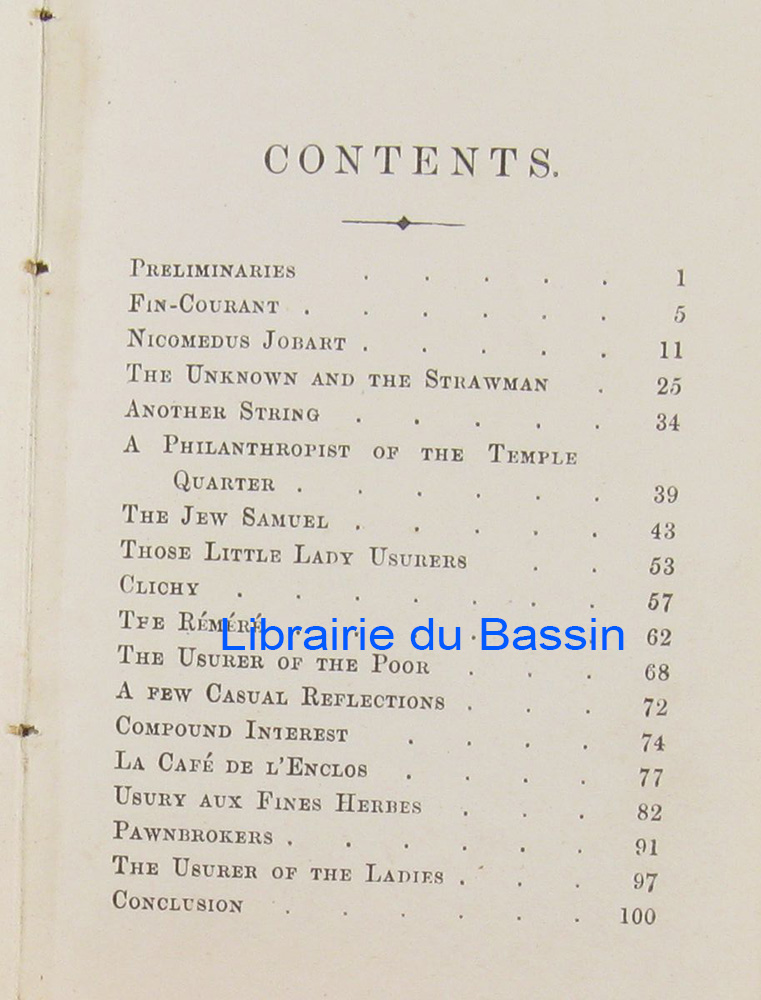 CONTENTS.
PRELIMINARIES . . . . . 1
FIN-COURANT . . . . . . 5
NICOMEDUS JOBART . . . . . 11
THE UNKNOWN AND THE STRAWMAN . 25
ANOTHER STRING . . . . . 34
A PHILANTHROPIST OF THE TEMPLE
QUARTER . . . . . . 39
THE JEW SAMUEL . . . . . 43
THOSE LITTLE LADY USURERS . . 53
CLICHY . . . . . . . 57
THE RÉMÉRÉ . . . . . . 62
Librairie du Bassin
THE USURER OF THE POOR . . . 68
A FEW CASUAL REFLECTIONS . . . 72
COMPOUND INTEREST . . . . 74
LA CAFÉ DE L'ENCLOS . . . . 77
USURY AUX FINES HERBES . . . 82
PAWNBROKERS . . . . . . 91
THE USURER OF THE LADIES . . . 97
CONCLUSION . . . . . . 100